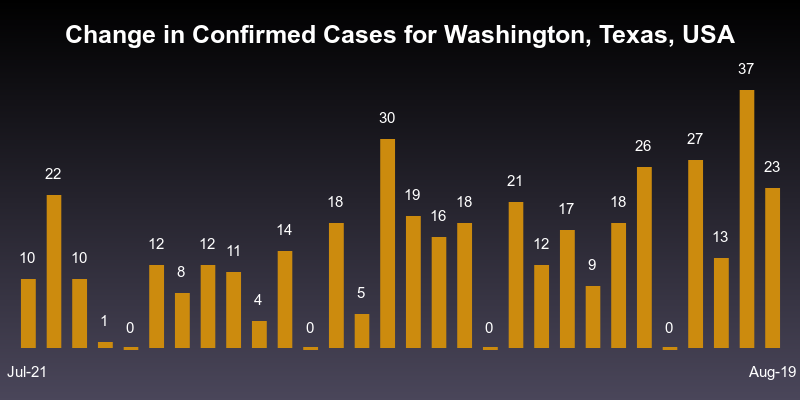 Change in Confirmed Cases for Washington, Texas, USA
10 22 10 1 0 12 8 12 11 4 14 0 18 5 30 19 16 18 0 21 12 17 9 18 26 0 27 13 37 23
Jul-21 Aug-19